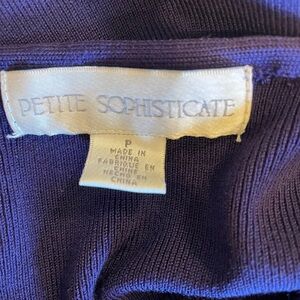 PETITE SOPHISTICATE
P
MADE IN
CHINA
FABRIQUE EN
CHINE
HECHO EN
CHINA